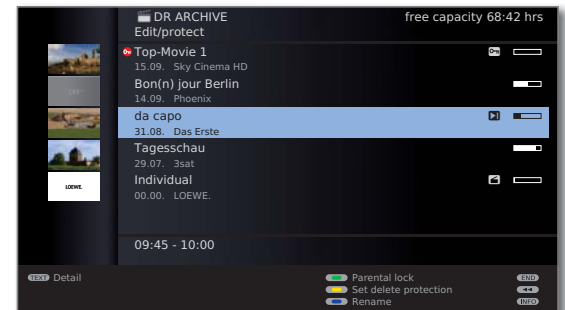 DR ARCHIVE
free capacity 68:42 hrs
Edit/protect
Top-Movie 1
15.09. Sky Cinema HD
Bon(n) jour Berlin
14.09. Phoenix
da capo
31.08. Das Erste
Tagesschau
29.07. 3sat
Individual
00.00. LOEWE.
LOEWE.
09:45 - 10:00
TEXT Detail
Parental lock
END
Set delete protection
Rename
INFO